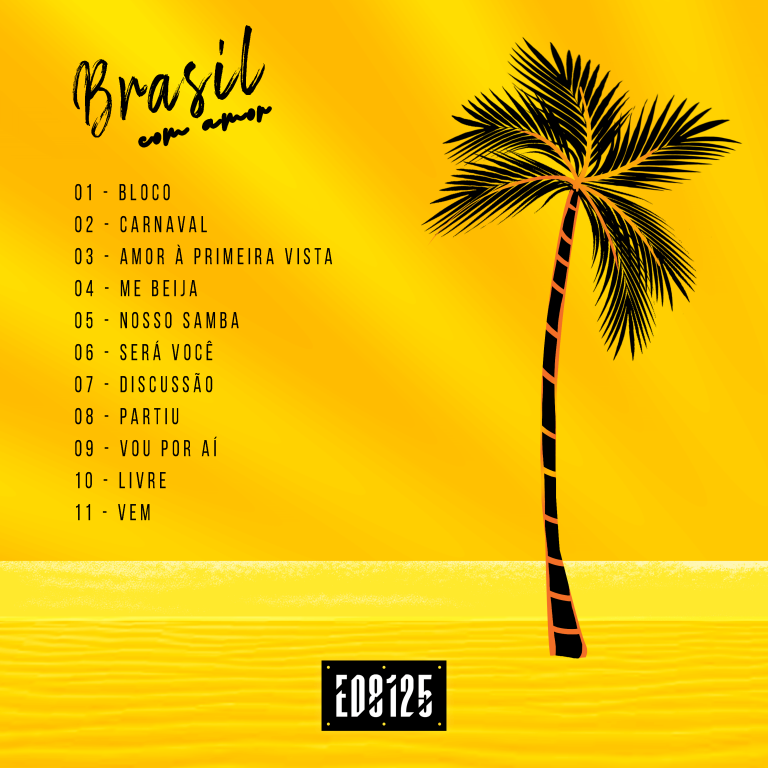 Brasil
com amor
01 - BLOCO
02 - CARNAVAL
03 - AMOR À PRIMEIRA VISTA
04 - ME BEIJA
05 - NOSSO SAMBA
06 - SERÁ VOCÊ
07 - DISCUSSÃO
08 - PARTIU
09 - VOU POR AÍ
10 - LIVRE
11 - VEM
ED8125